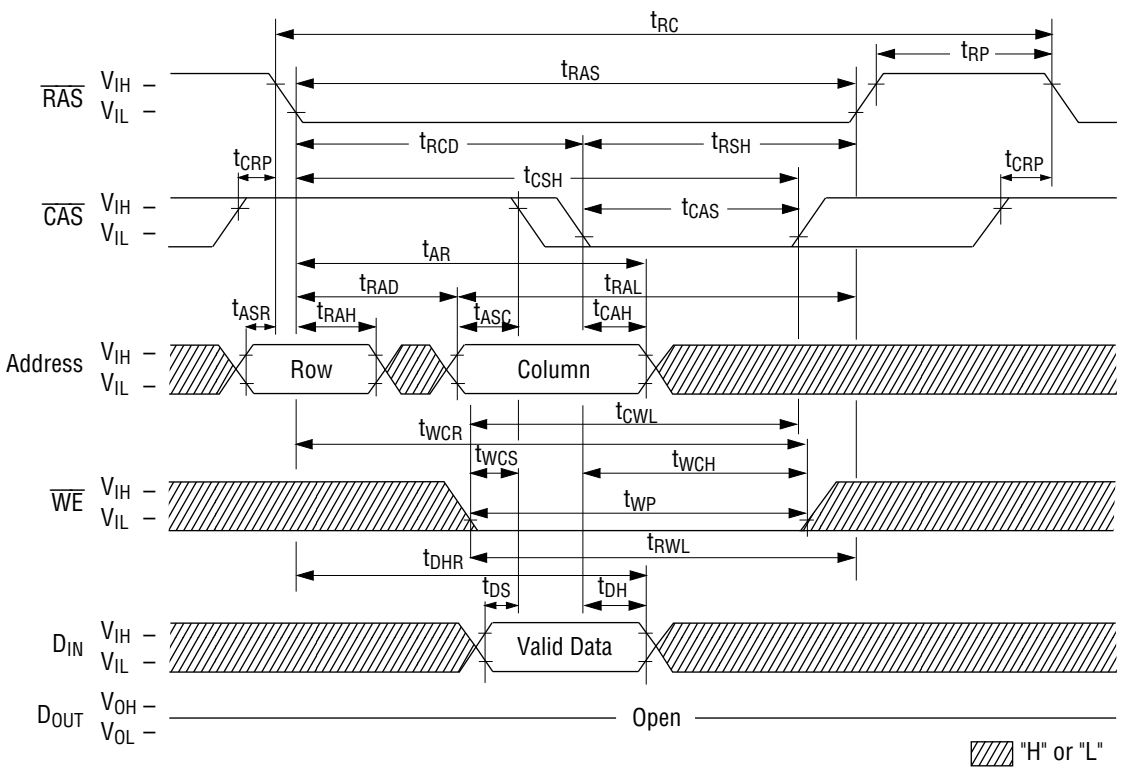 tRC
tRP
tRAS
RAS
VIH –
VIL –
tRCD
tRSH
tCRP
tCSH
tCRP
CAS
VIH –
VIL –
tCAS
tAR
tRAD
tRAL
tASR
tRAH
tASC
tCAH
Address
VIH –
VIL –
Row
Column
tCWL
tWCR
tWCS
tWCH
WE
VIH –
VIL –
tWP
tRWL
tDHR
tDS
tDH
DIN
VIH –
VIL –
Valid Data
DOUT
VOH –
VOL –
Open
"H" or "L"